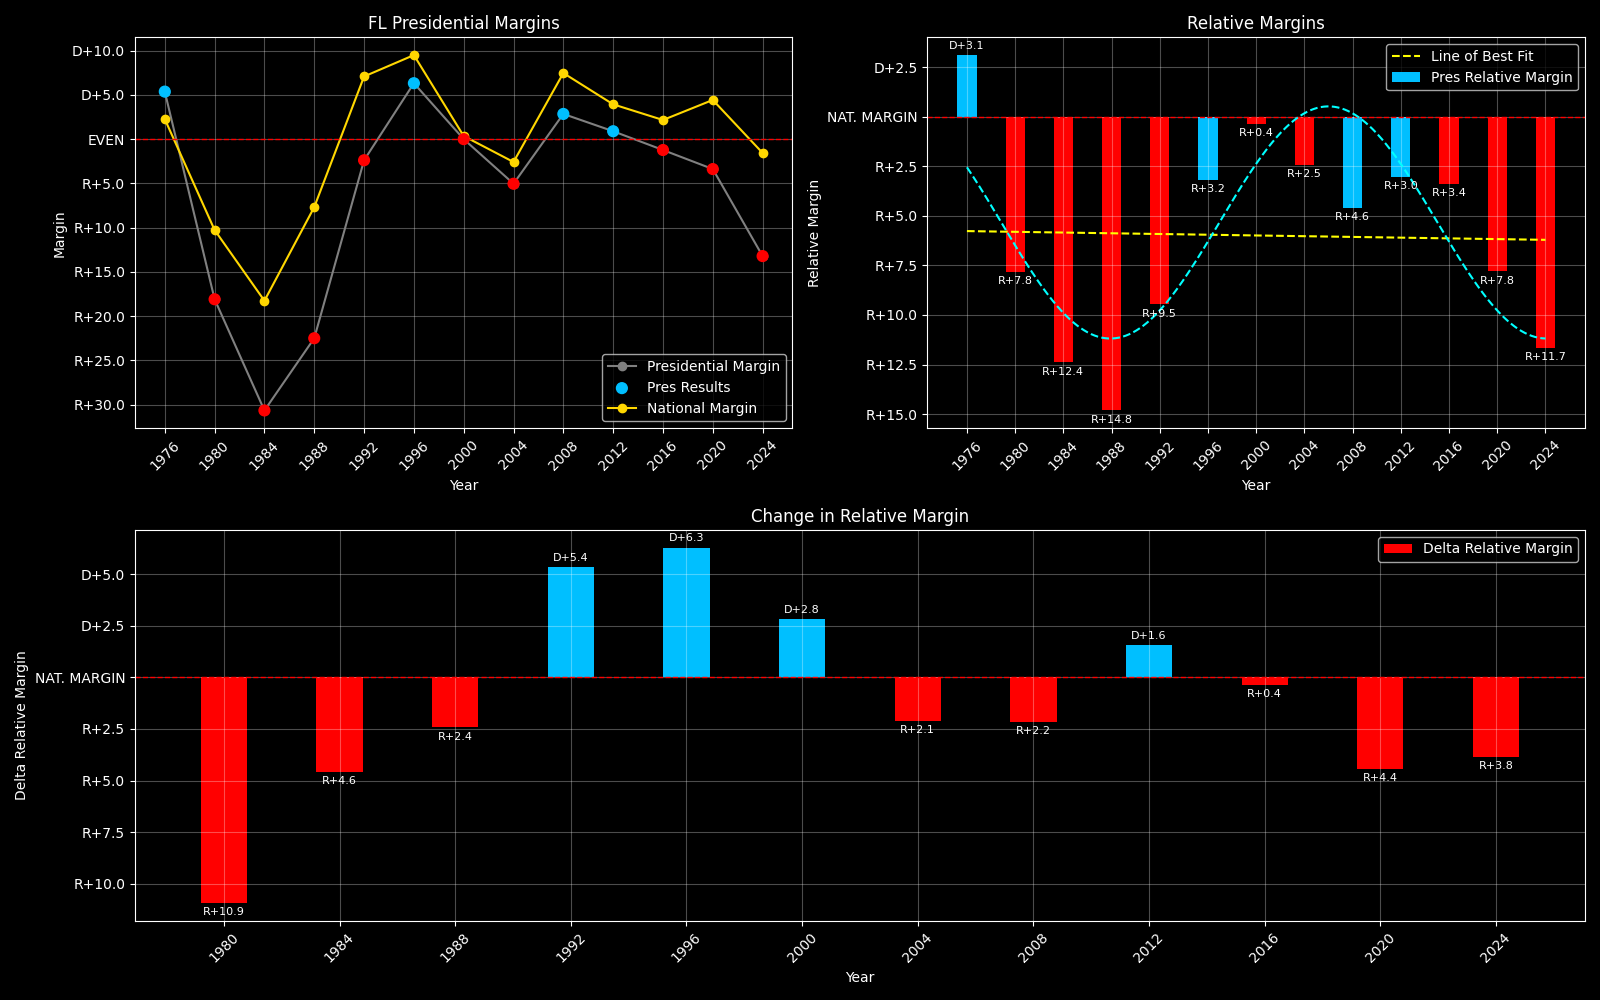 FL Presidential Margins
D+10.0
D+5.0
EVEN
R+5.0
R+10.0
R+15.0
R+20.0
R+25.0
R+30.0
Margin
1976
1980
1984
1988
1992
1996
2000
2004
2008
2012
2016
2020
2024
Year
Presidential Margin
Pres Results
National Margin
Relative Margins
D+2.5
NAT. MARGIN
R+2.5
R+5.0
R+7.5
R+10.0
R+12.5
R+15.0
Relative Margin
Line of Best Fit
Pres Relative Margin
D+3.1
R+7.8
R+12.4
R+14.8
R+9.5
R+3.2
R+0.4
R+2.5
R+4.6
R+3.0
R+3.4
R+7.8
R+11.7
1976
1980
1984
1988
1992
1996
2000
2004
2008
2012
2016
2020
2024
Year
Change in Relative Margin
D+5.0
D+2.5
NAT. MARGIN
R+2.5
R+5.0
R+7.5
R+10.0
Delta Relative Margin
Delta Relative Margin
R+10.9
R+4.6
R+2.4
D+5.4
D+6.3
D+2.8
R+2.1
R+2.2
D+1.6
R+0.4
R+4.4
R+3.8
1980
1984
1988
1992
1996
2000
2004
2008
2012
2016
2020
2024
Year